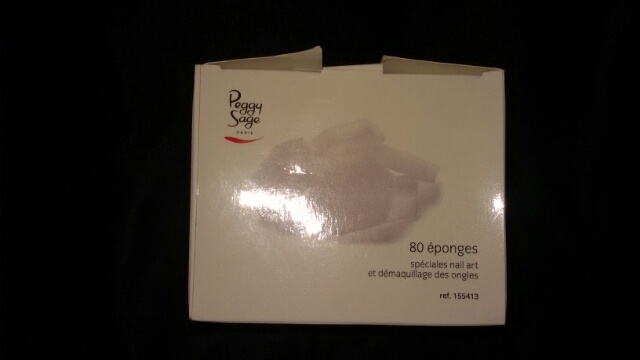 Peggy
Sage
PARIS
80 éponges
spéciales nail art
et démaquillage des ongles
ref. 155413